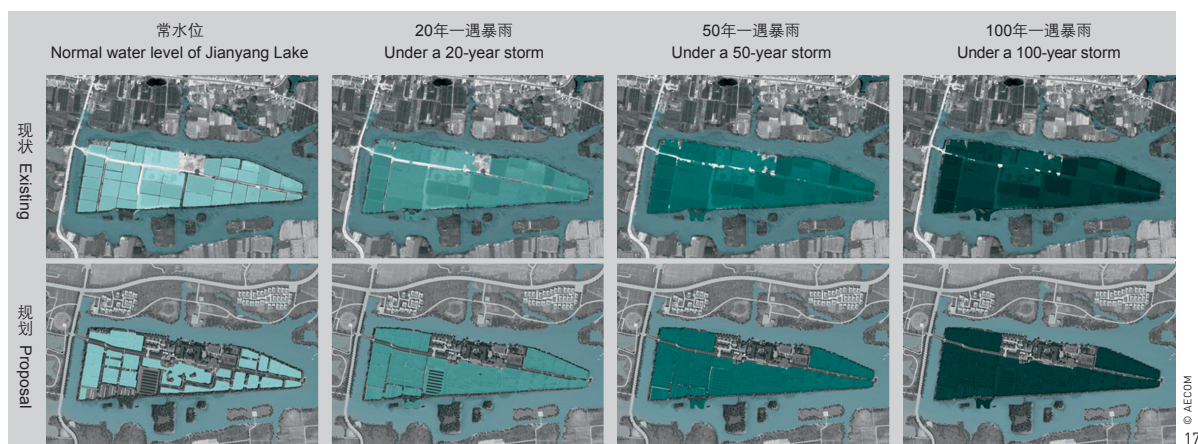 常水位
Normal water level of Jianyang Lake
20年一遇暴雨
Under a 20-year storm
50年一遇暴雨
Under a 50-year storm
100年一遇暴雨
Under a 100-year storm
现状 Existing
规划 Proposal
© AECOM
17